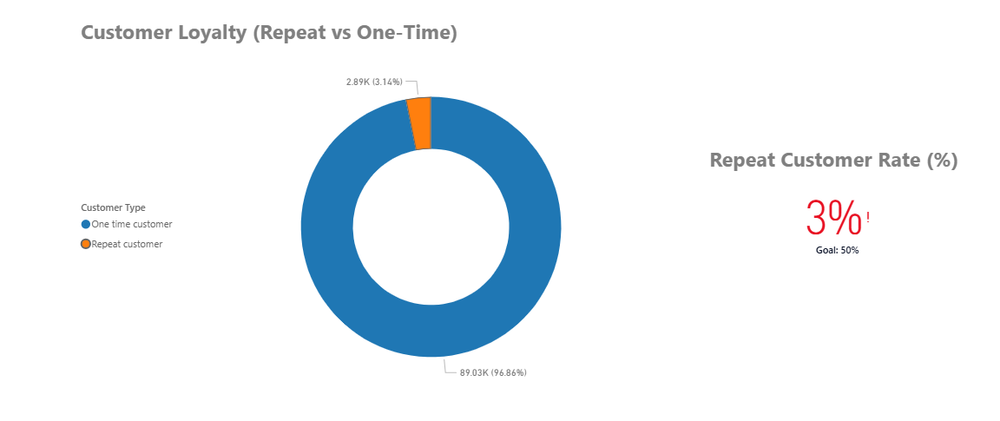 Customer Loyalty (Repeat vs One-Time)
2.89K (3.14%)
Repeat Customer Rate (%)
3%!
Goal: 50%
Customer Type
One time customer
Repeat customer
89.03K (96.86%)